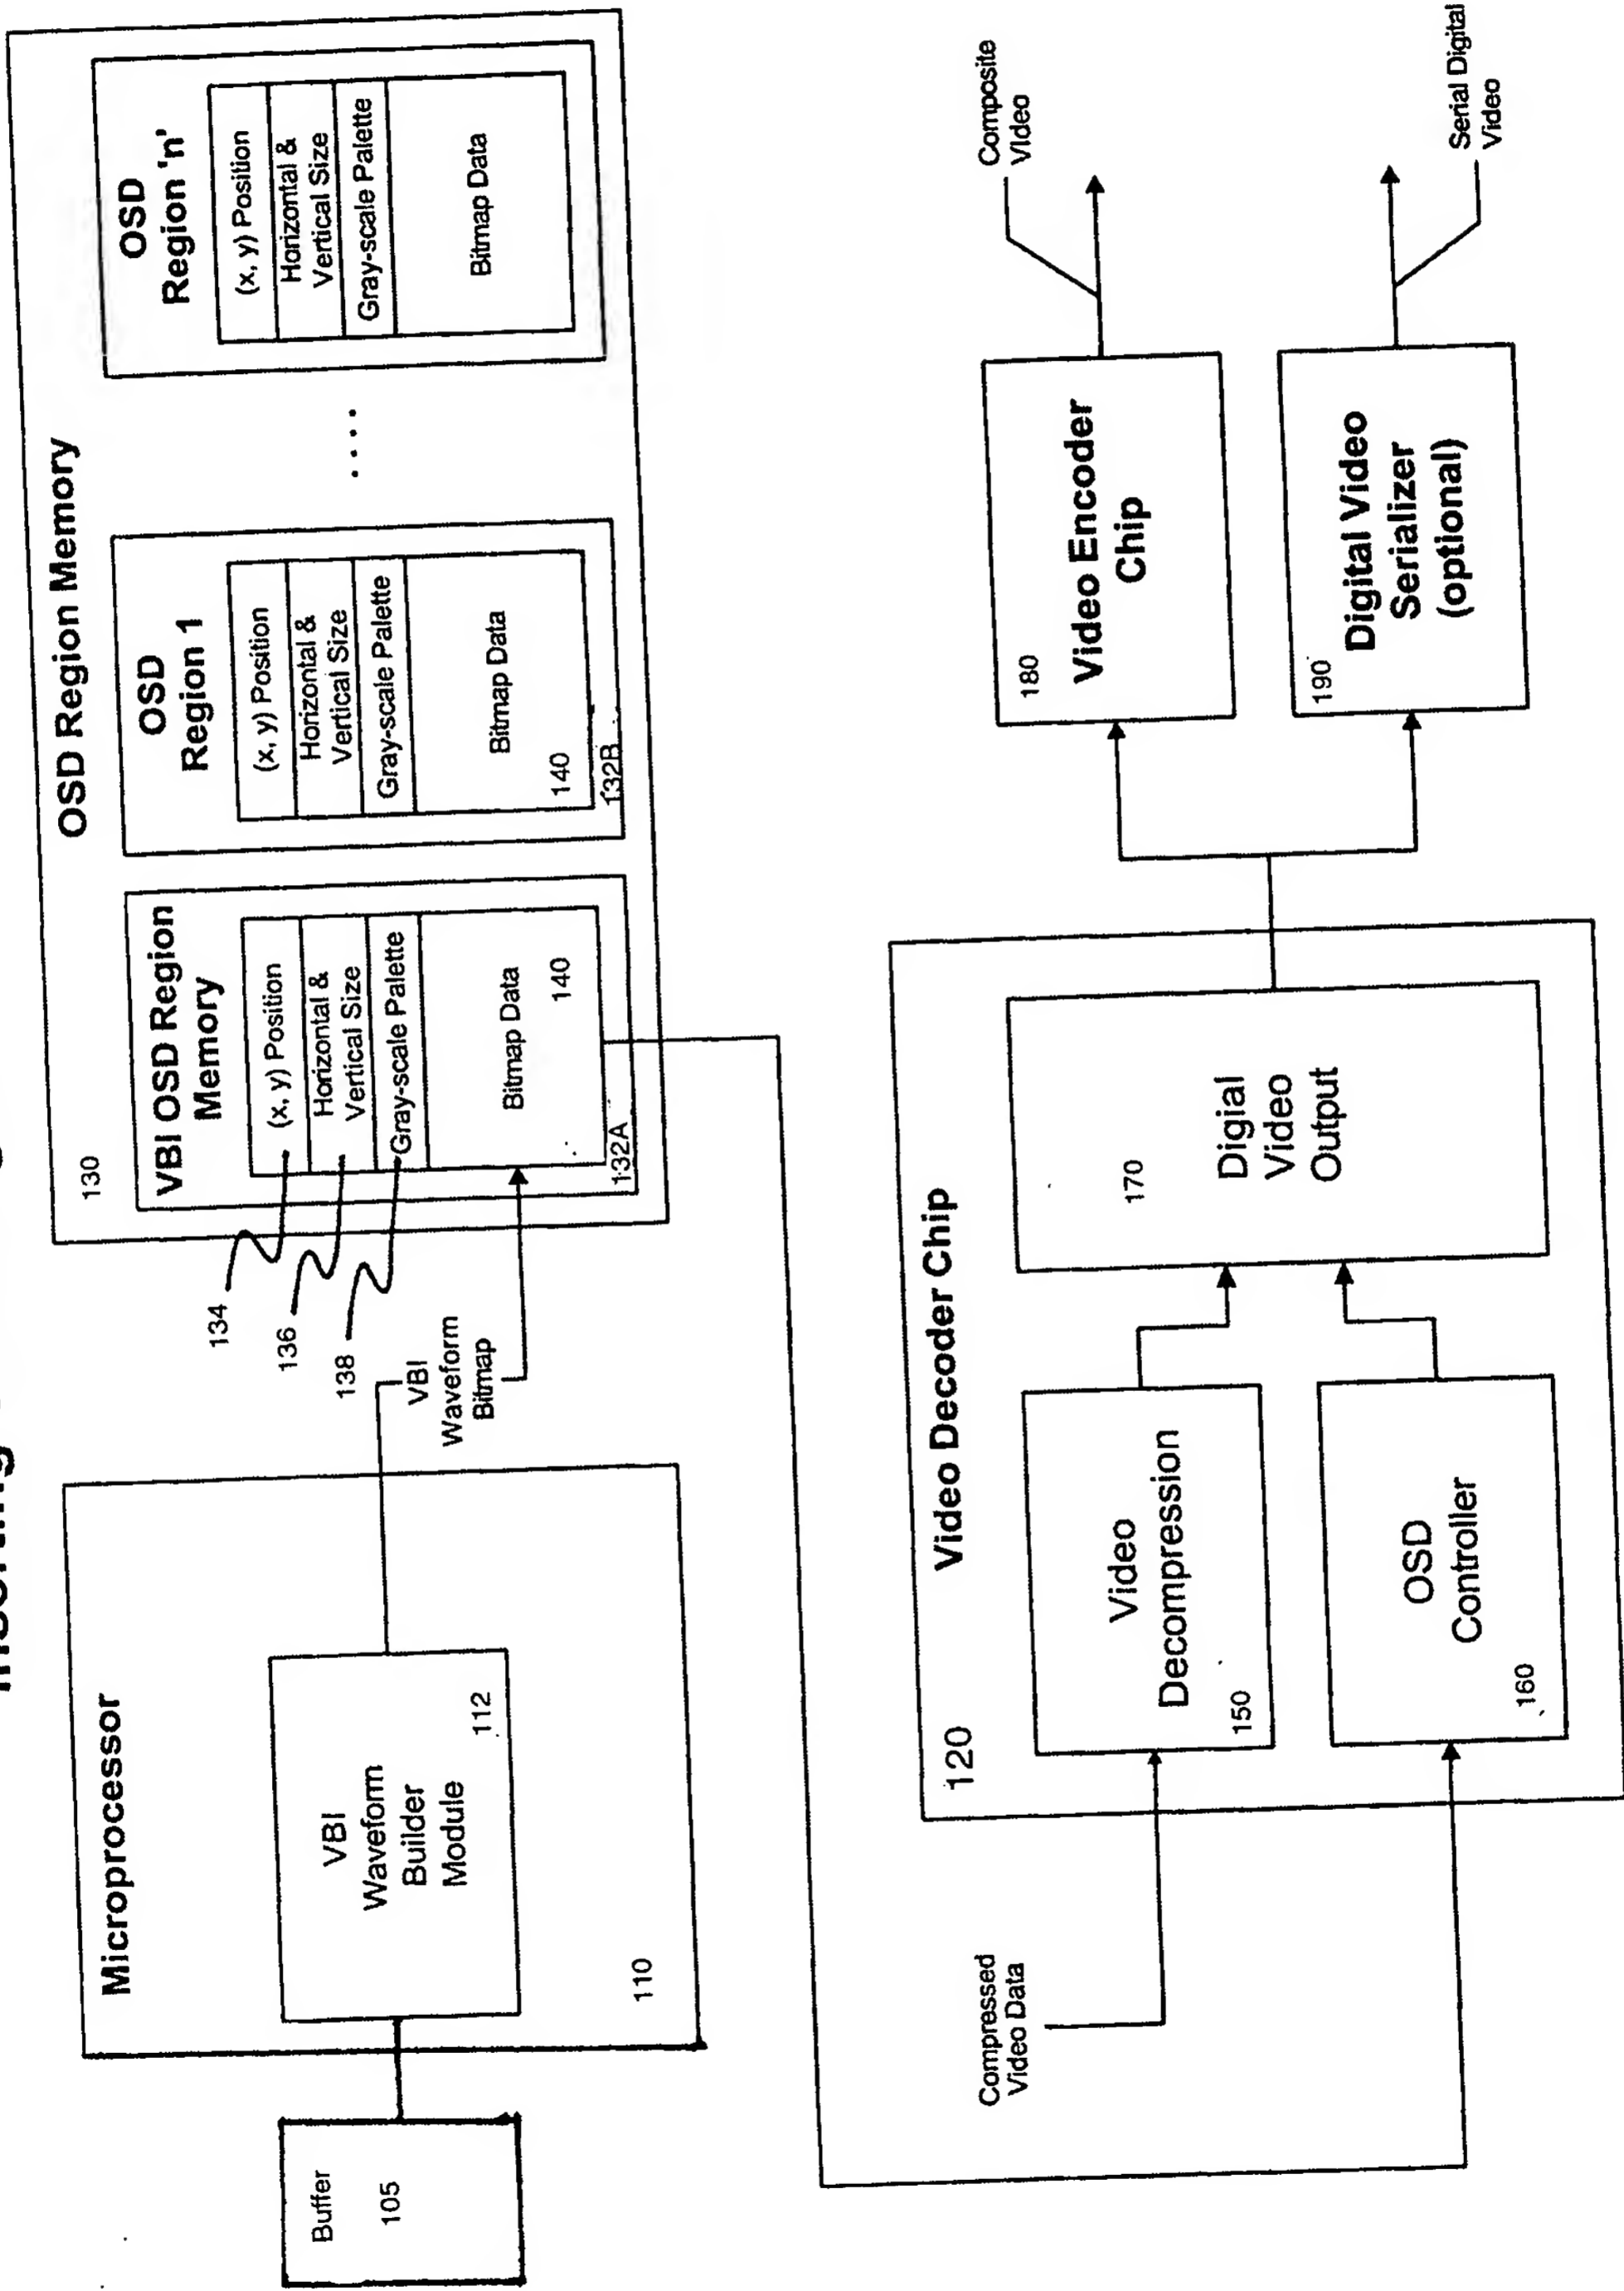 Inserting
OSD Region Memory
130
VBI OSD Region
Memory
(x, y) Position
Horizontal &
Vertical Size
Gray-scale Palette
Bitmap Data
140
132A
OSD
Region 1
(x, y) Position
Horizontal &
Vertical Size
Gray-scale Palette
Bitmap Data
140
132B
....
OSD
Region 'n'
(x, y) Position
Horizontal &
Vertical Size
Gray-scale Palette
Bitmap Data
134
136
138
Microprocessor
VBI
Waveform
Builder
Module
112
110
Buffer
105
VBI
Waveform
Bitmap
Compressed
Video Data
Video Decoder Chip
120
Video
Decompression
150
OSD
Controller
160
170
Digial
Video
Output
180
Video Encoder
Chip
190
Digital Video
Serializer
(optional)
Composite
Video
Serial Digital
Video